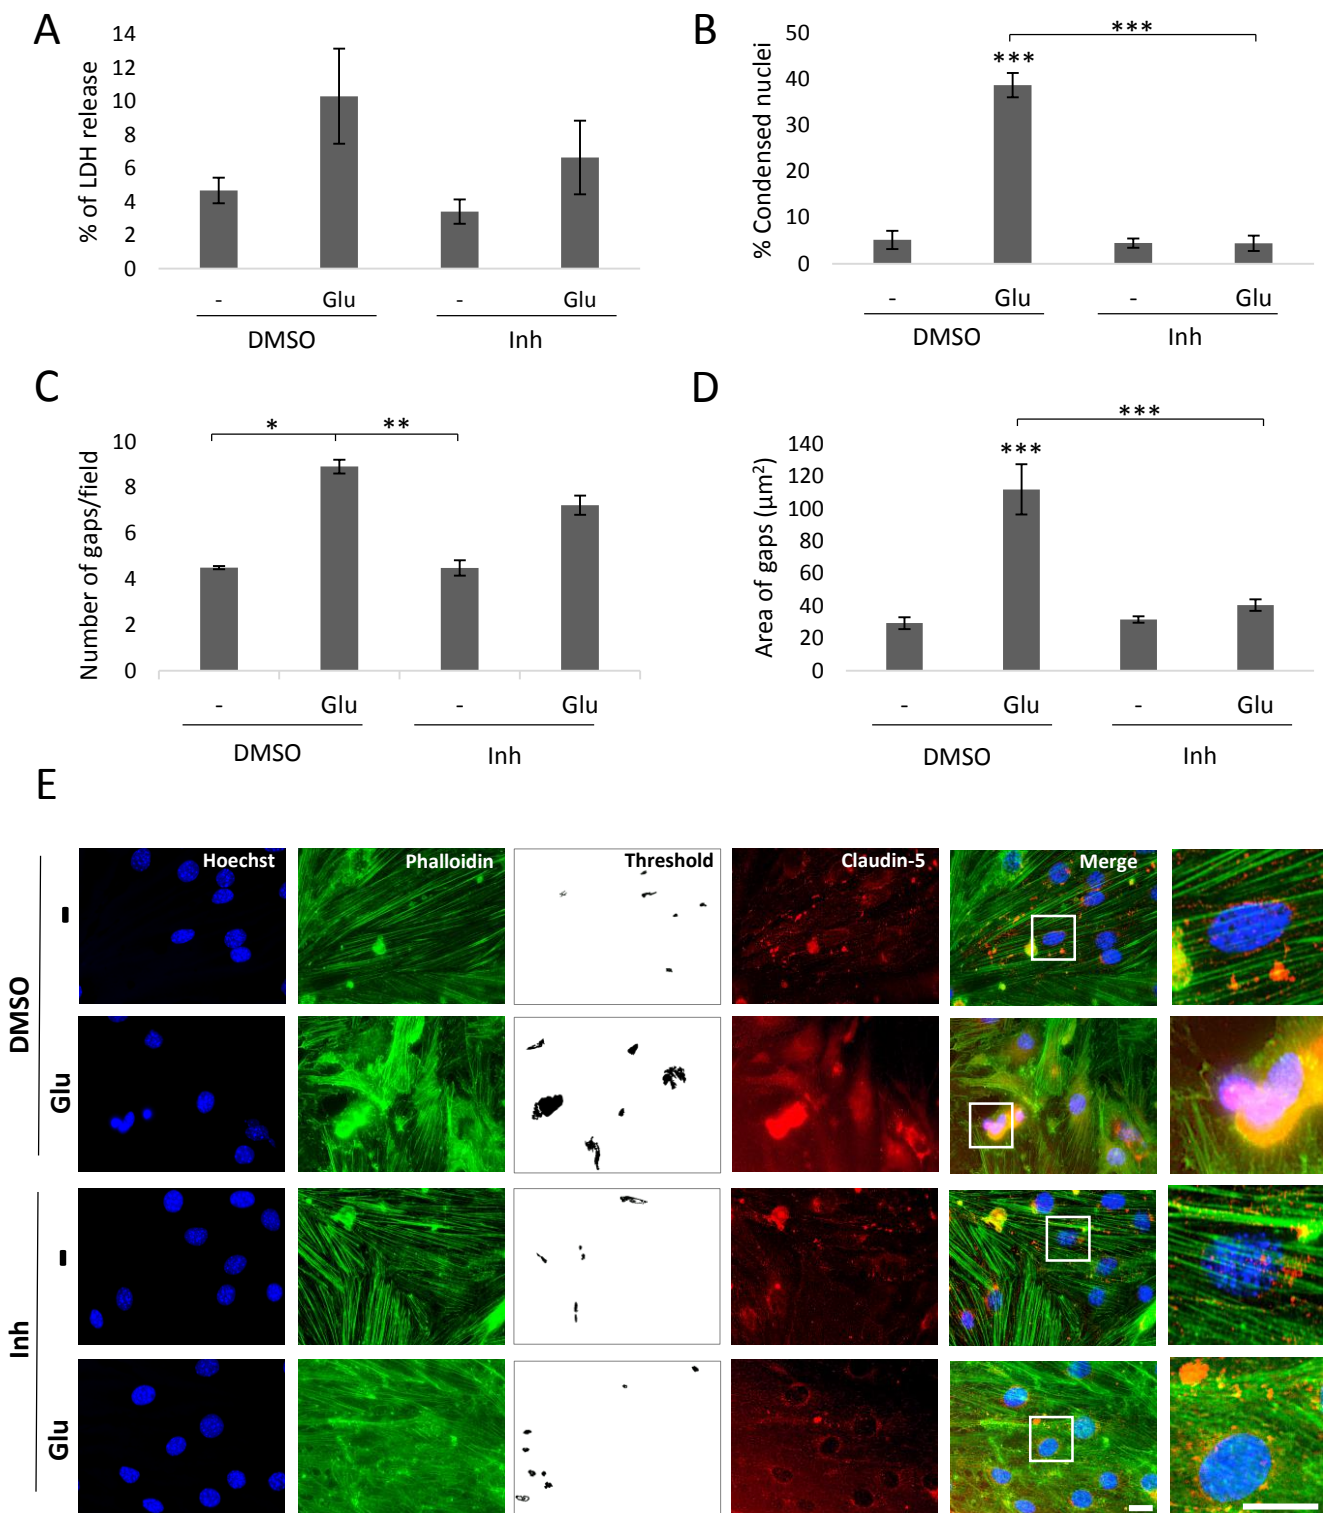 A
% of LDH release
14
12
10
8
6
4
2
0
- Glu - Glu
DMSO Inh
B
% Condensed nuclei
50
40
30
20
10
0
***
***
- Glu - Glu
DMSO Inh
C
Number of gaps/field
10
8
6
4
2
0
* **
- Glu - Glu
DMSO Inh
D
Area of gaps (µm²)
140
120
100
80
60
40
20
0
***
***
- Glu - Glu
DMSO Inh
E
Hoechst Phalloidin Threshold Claudin-5 Merge
DMSO
-
Glu
Inh
-
Glu